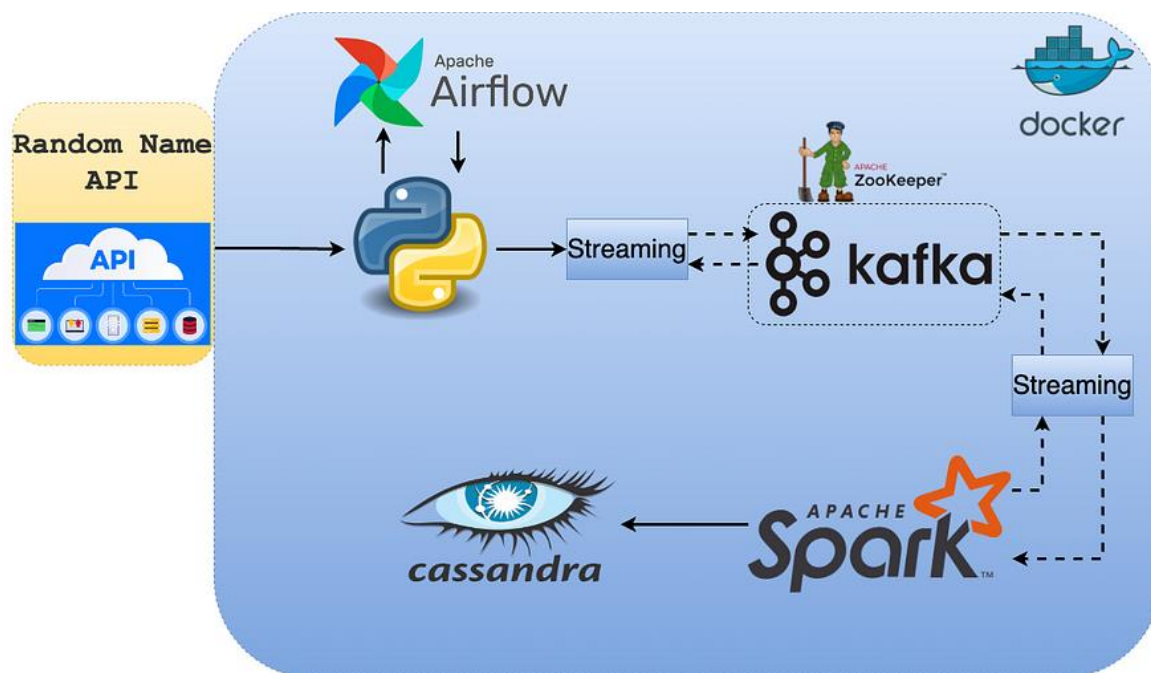 Apache
Airflow
docker
Random Name
API
API
APACHE
ZooKeeper™
Streaming
kafka
Streaming
APACHE
Spark™
cassandra